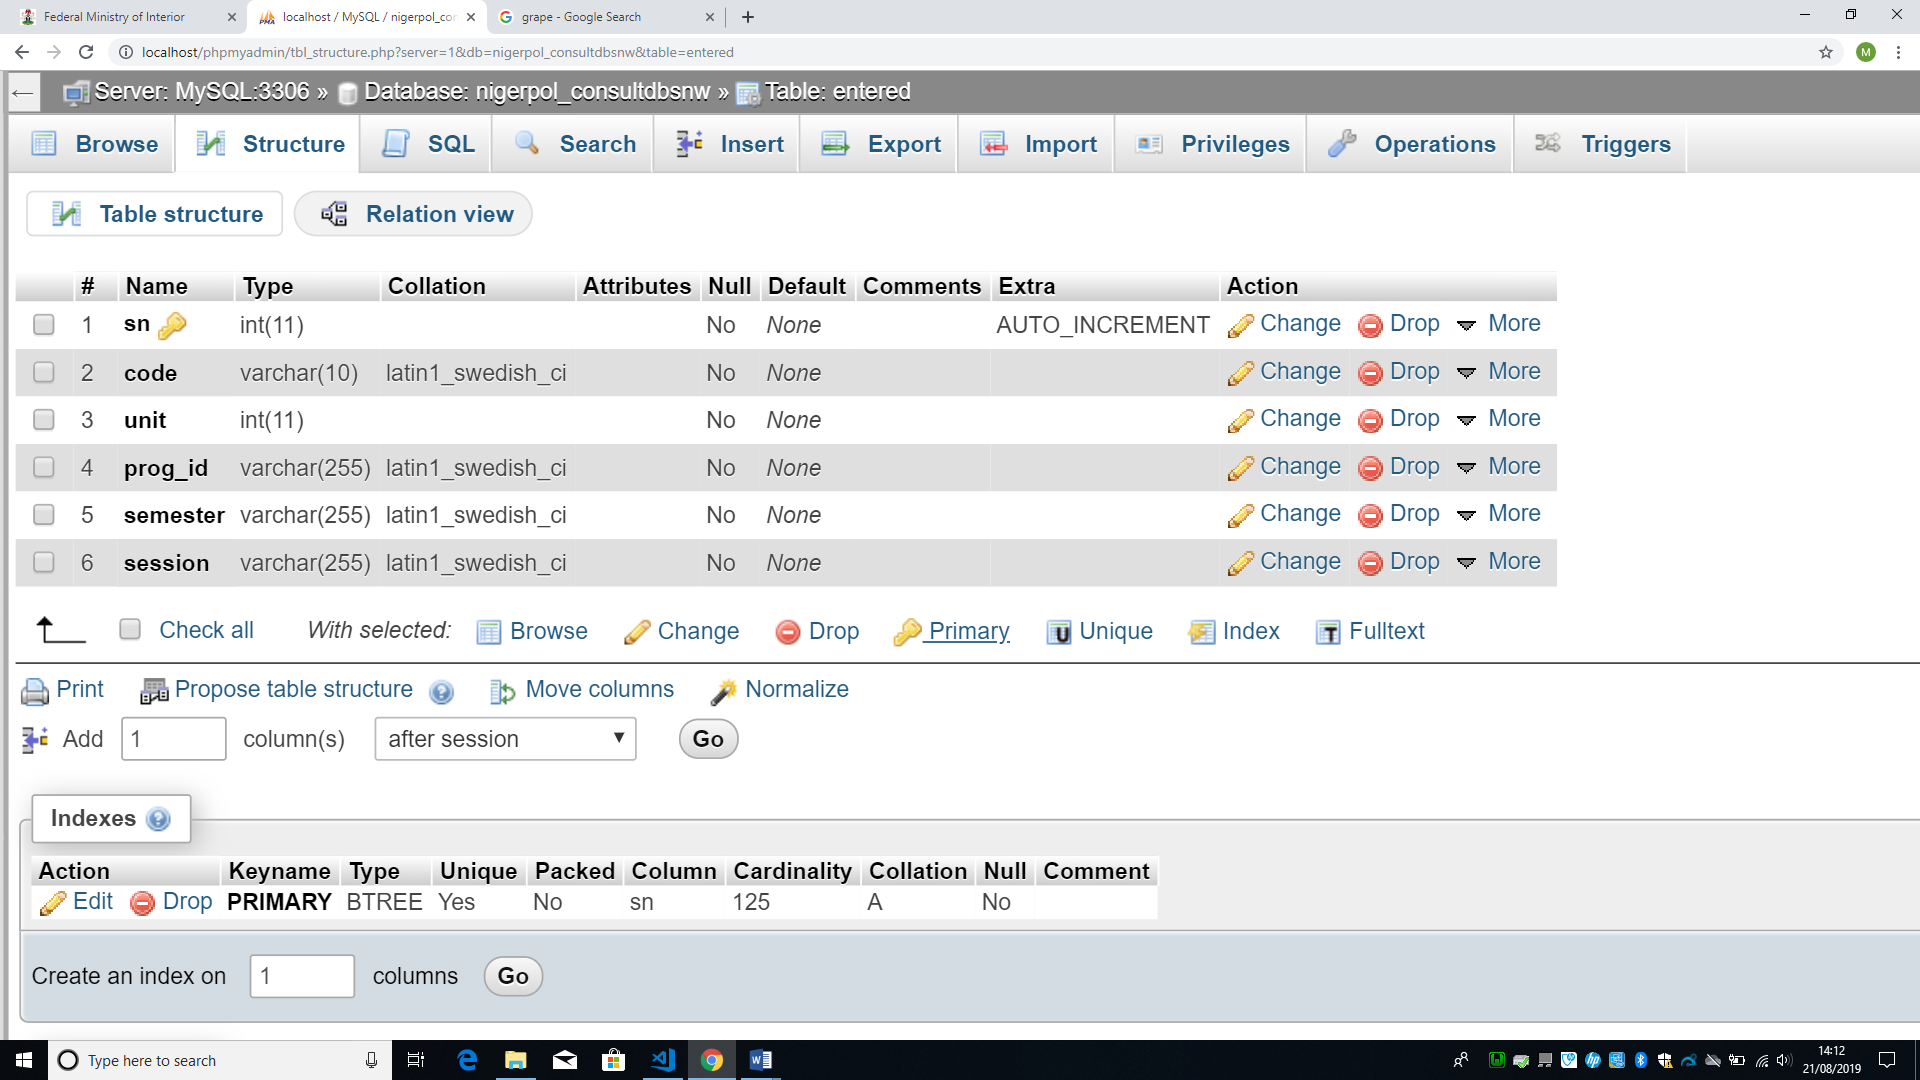 Federal Ministry of Interior
localhost / MySQL / nigerpol_con
grape - Google Search
localhost/phpmyadmin/tbl_structure.php?server=1&db=nigerpol_consultdbsnw&table=entered
M
Server: MySQL:3306 » Database: nigerpol_consultdbsnw » Table: entered
Browse Structure SQL Search Insert Export Import Privileges Operations Triggers
Table structure Relation view
# Name Type Collation Attributes Null Default Comments Extra Action
1 sn int(11) No None AUTO_INCREMENT Change Drop More
2 code varchar(10) latin1_swedish_ci No None Change Drop More
3 unit int(11) No None Change Drop More
4 prog_id varchar(255) latin1_swedish_ci No None Change Drop More
5 semester varchar(255) latin1_swedish_ci No None Change Drop More
6 session varchar(255) latin1_swedish_ci No None Change Drop More
Check all With selected: Browse Change Drop Primary Unique Index Fulltext
Print Propose table structure Move columns Normalize
Add 1 column(s) after session Go
Indexes
Action Keyname Type Unique Packed Column Cardinality Collation Null Comment
Edit Drop PRIMARY BTREE Yes No sn 125 A No
Create an index on 1 columns Go
Type here to search
14:12
21/08/2019